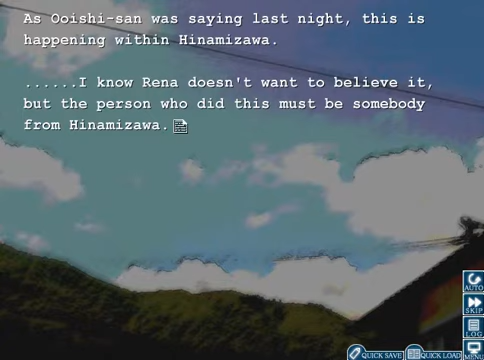 As Ooishi-san was saying last night, this is
happening within Hinamizawa.
......I know Rena doesn't want to believe it,
but the person who did this must be somebody
from Hinamizawa.
AUTO
SKIP
LOG
QUICK SAVE QUICK LOAD MENU